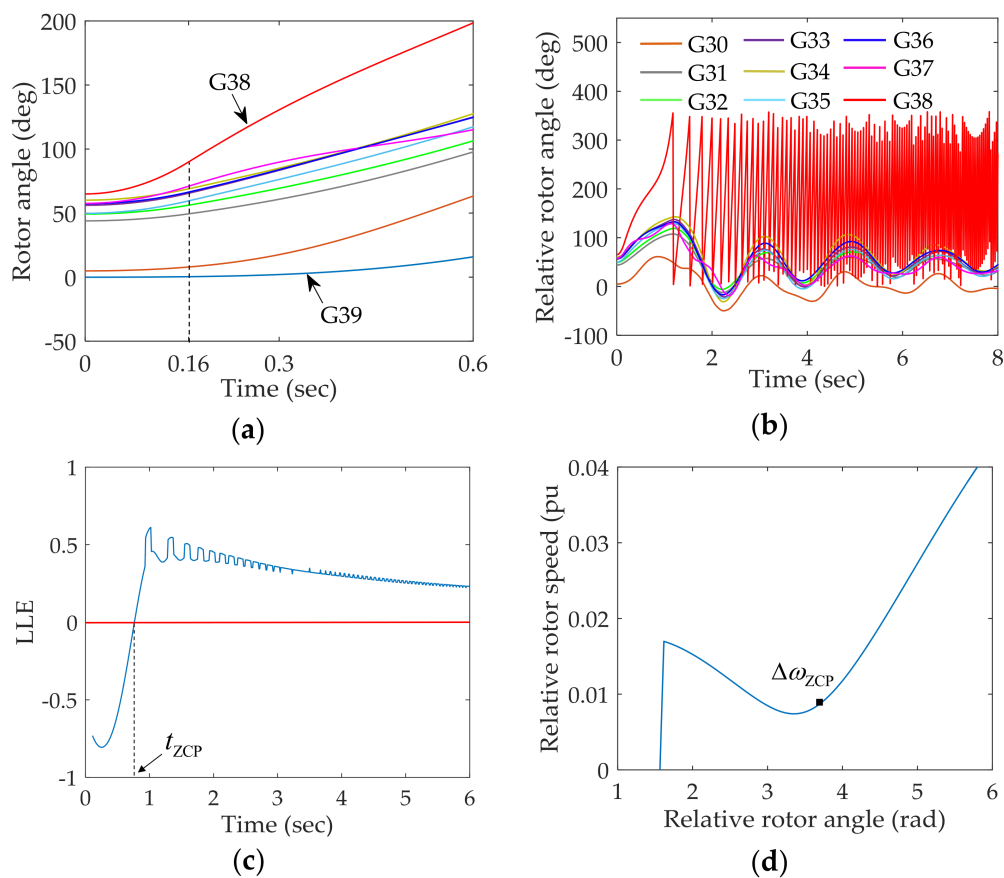 200
150
100
50
0
-50
Rotor angle (deg)
G38
G39
0
0.16
0.3
0.6
Time (sec)
(a)
500
400
300
200
100
0
-100
Relative rotor angle (deg)
G30 G33 G36
G31 G34 G37
G32 G35 G38
0 2 4 6 8
Time (sec)
(b)
1
0.5
0
-0.5
-1
LLE
tZCP
0 1 2 3 4 5 6
Time (sec)
(c)
0.04
0.03
0.02
0.01
0
Relative rotor speed (pu
ΔωZCP
1 2 3 4 5 6
Relative rotor angle (rad)
(d)